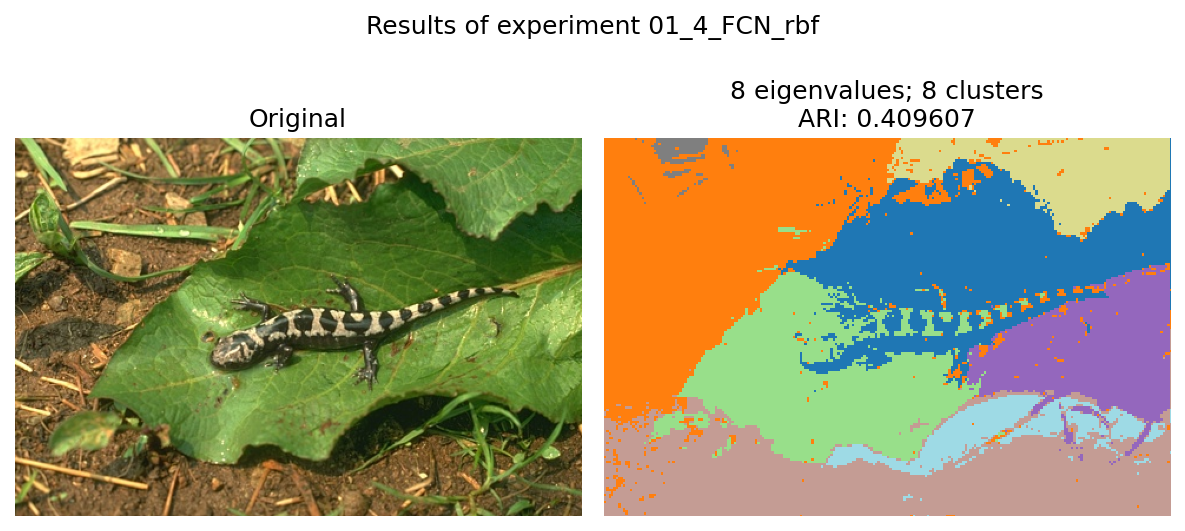 Results of experiment 01_4_FCN_rbf
Original
8 eigenvalues; 8 clusters
ARI: 0.409607